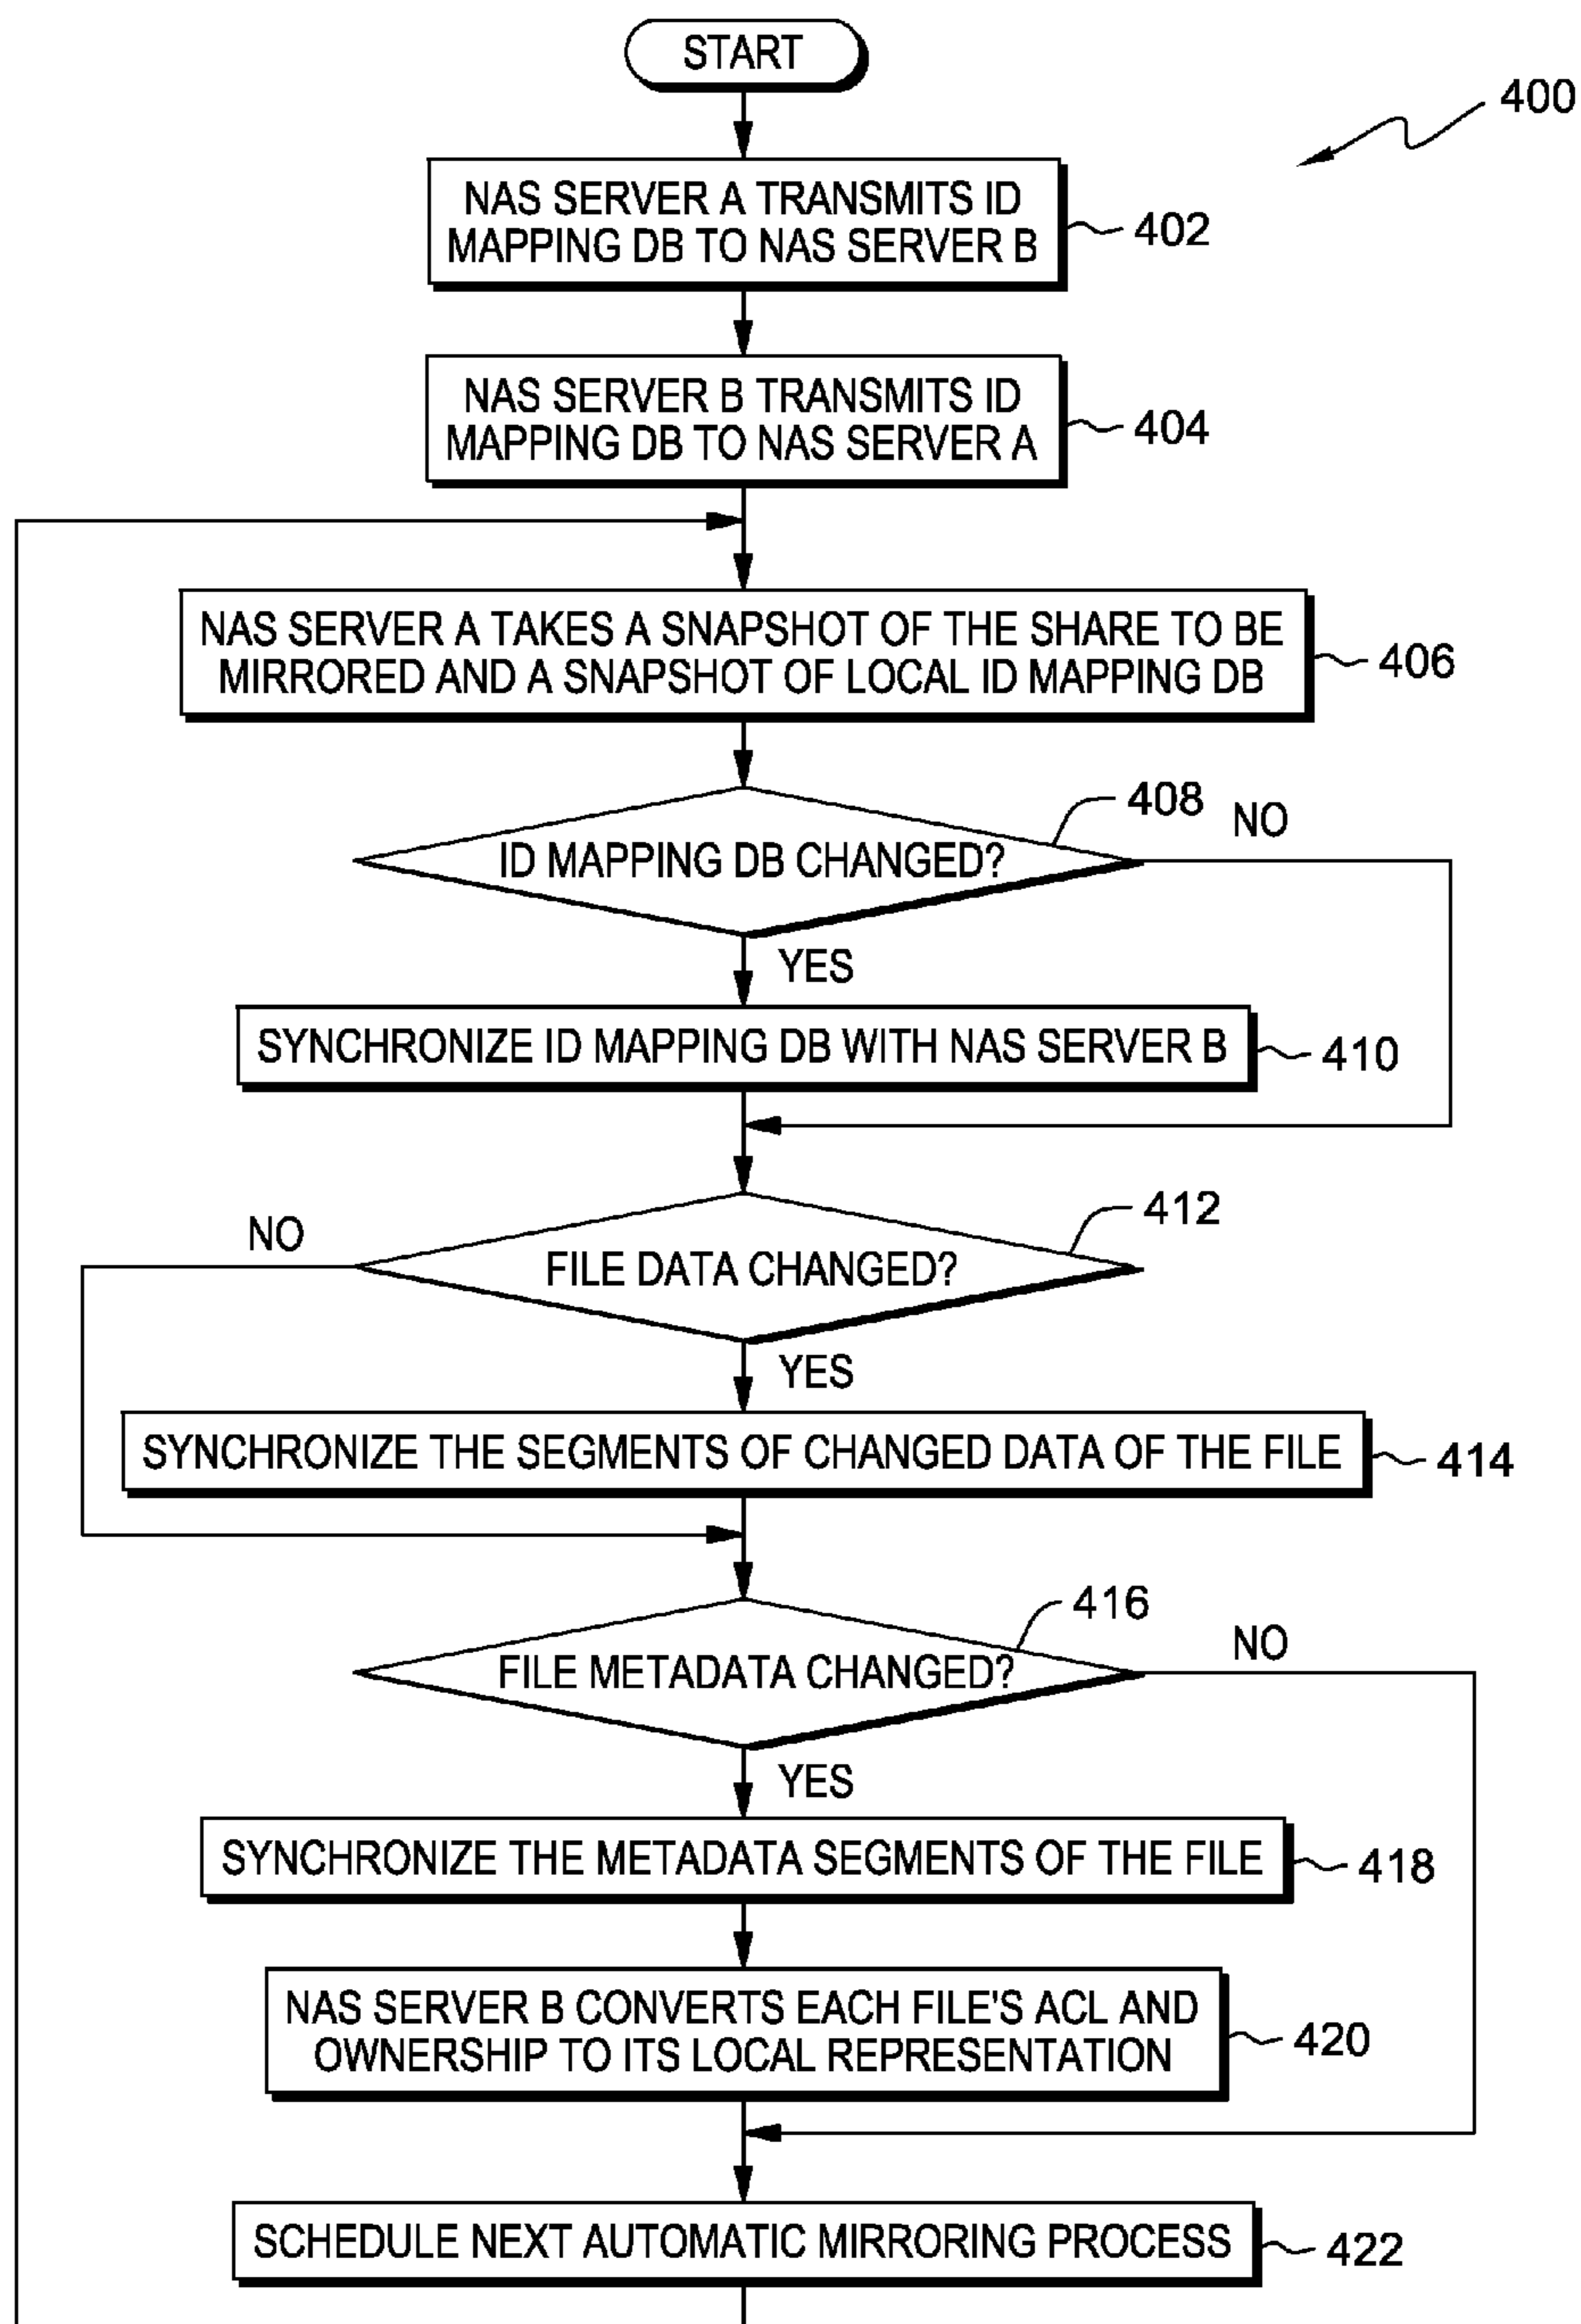 START
400
NAS SERVER A TRANSMITS ID
MAPPING DB TO NAS SERVER B
402
NAS SERVER B TRANSMITS ID
MAPPING DB TO NAS SERVER A
404
NAS SERVER A TAKES A SNAPSHOT OF THE SHARE TO BE
MIRRORED AND A SNAPSHOT OF LOCAL ID MAPPING DB
406
408
NO
ID MAPPING DB CHANGED?
YES
SYNCHRONIZE ID MAPPING DB WITH NAS SERVER B
410
412
NO
FILE DATA CHANGED?
YES
SYNCHRONIZE THE SEGMENTS OF CHANGED DATA OF THE FILE
414
416
NO
FILE METADATA CHANGED?
YES
SYNCHRONIZE THE METADATA SEGMENTS OF THE FILE
418
NAS SERVER B CONVERTS EACH FILE'S ACL AND
OWNERSHIP TO ITS LOCAL REPRESENTATION
420
SCHEDULE NEXT AUTOMATIC MIRRORING PROCESS
422